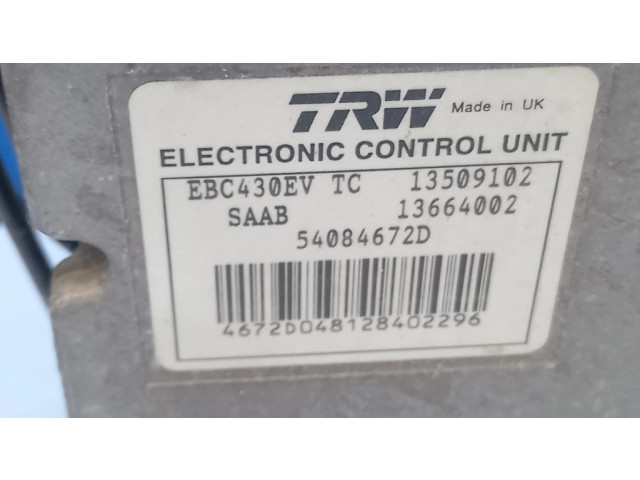 TRW Made in UK
ELECTRONIC CONTROL UNIT
EBC430EV TC 13509102
SAAB 13664002
54084672D
4672D048128402296